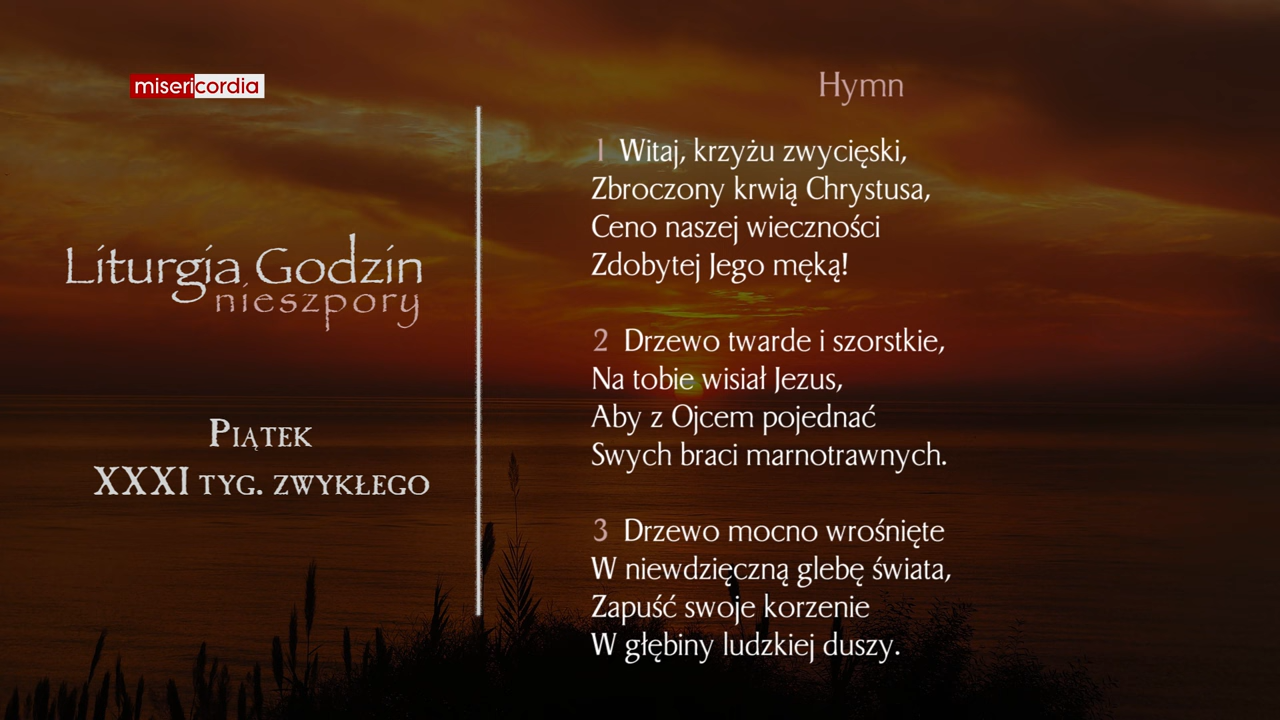 misericordia
Liturgia Godzin
nieszpory
Piątek
XXXI tyg. zwykłego
Hymn
1 Witaj, krzyżu zwycięski,
Zbroczony krwią Chrystusa,
Ceno naszej wieczności
Zdobytej Jego męką!
2 Drzewo twarde i szorstkie,
Na tobie wisiał Jezus,
Aby z Ojcem pojednać
Swych braci marnotrawnych.
3 Drzewo mocno wrośnięte
W niewdzięczną glebę świata,
Zapuść swoje korzenie
W głębiny ludzkiej duszy.